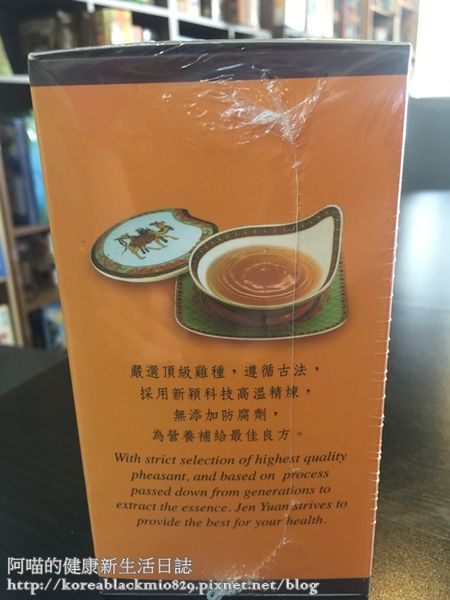 嚴選頂級雞種，遵循古法，
採用新穎科技高溫精煉，
無添加防腐劑，
為營養補給最佳良方。
With strict selection of highest quality
pheasant, and based on process
passed down from generations to
extract the essence. Jen Yuan strives to
provide the best for your health.
阿喵的健康新生活日誌
http://koreablackmio829.pixnet.net/blog